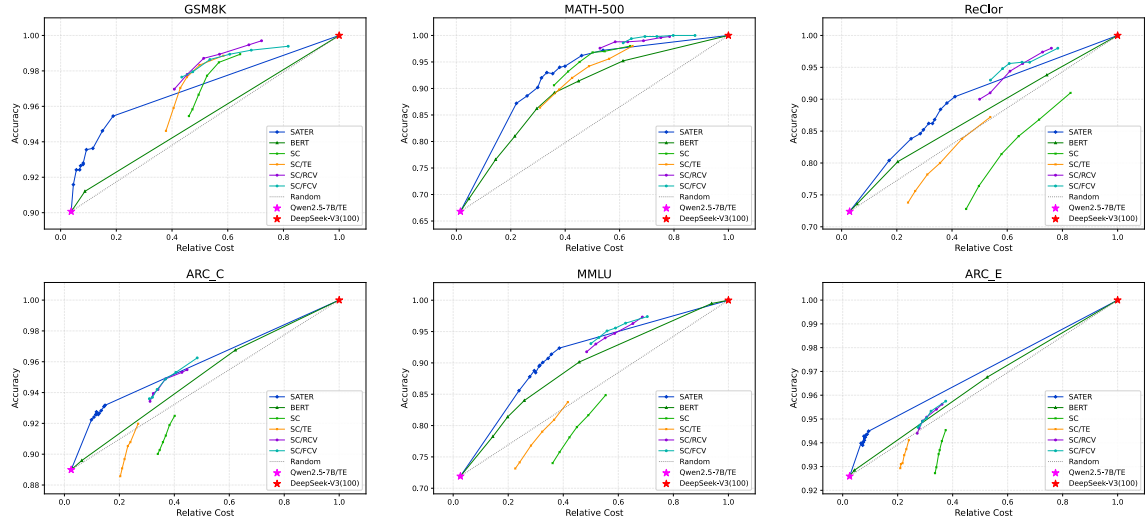 GSM8K
Accuracy
1.00
0.98
0.96
0.94
0.92
0.90
0.0 0.2 0.4 0.6 0.8 1.0
Relative Cost
SATER
BERT
SC
SC/TE
SC/RCV
SC/FCV
Random
Qwen2.5-7B/TE
DeepSeek-V3(100)
MATH-500
Accuracy
1.00
0.95
0.90
0.85
0.80
0.75
0.70
0.65
0.0 0.2 0.4 0.6 0.8 1.0
Relative Cost
SATER
BERT
SC
SC/TE
SC/RCV
SC/FCV
Random
Qwen2.5-7B/TE
DeepSeek-V3(100)
ReClor
Accuracy
1.00
0.95
0.90
0.85
0.80
0.75
0.70
0.0 0.2 0.4 0.6 0.8 1.0
Relative Cost
SATER
BERT
SC
SC/TE
SC/RCV
SC/FCV
Random
Qwen2.5-7B/TE
DeepSeek-V3(100)
ARC_C
Accuracy
1.00
0.98
0.96
0.94
0.92
0.90
0.88
0.0 0.2 0.4 0.6 0.8 1.0
Relative Cost
SATER
BERT
SC
SC/TE
SC/RCV
SC/FCV
Random
Qwen2.5-7B/TE
DeepSeek-V3(100)
MMLU
Accuracy
1.00
0.95
0.90
0.85
0.80
0.75
0.70
0.0 0.2 0.4 0.6 0.8 1.0
Relative Cost
SATER
BERT
SC
SC/TE
SC/RCV
SC/FCV
Random
Qwen2.5-7B/TE
DeepSeek-V3(100)
ARC_E
Accuracy
1.00
0.99
0.98
0.97
0.96
0.95
0.94
0.93
0.92
0.0 0.2 0.4 0.6 0.8 1.0
Relative Cost
SATER
BERT
SC
SC/TE
SC/RCV
SC/FCV
Random
Qwen2.5-7B/TE
DeepSeek-V3(100)